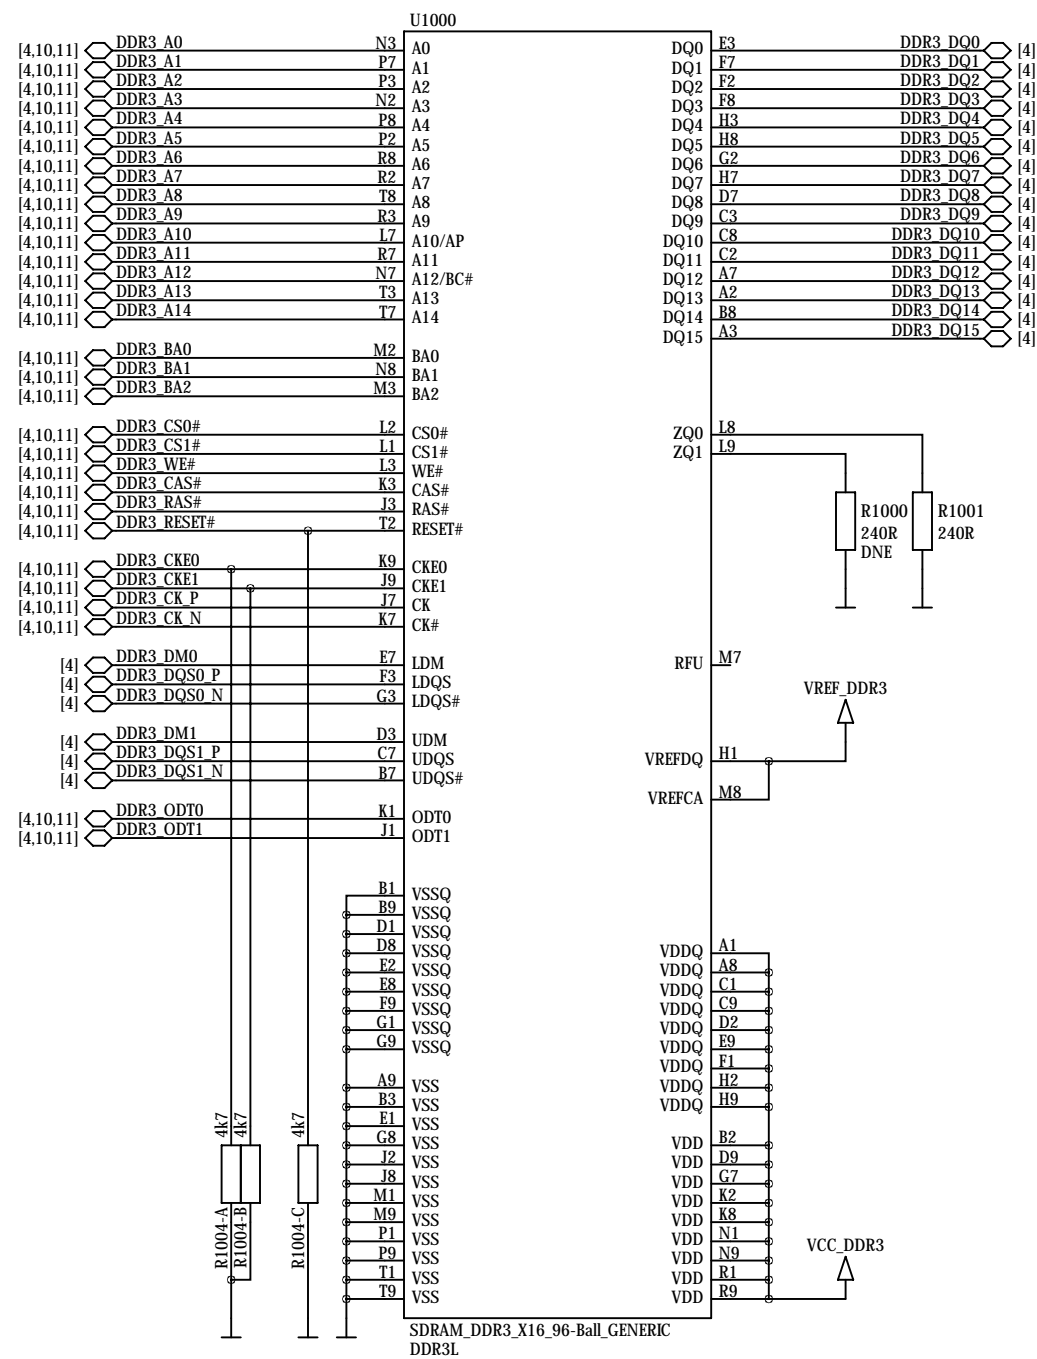 U1000
[4,10,11] DDR3_A0 N3 A0 DQ0 E3 DDR3_DQ0 [4]
[4,10,11] DDR3_A1 P7 A1 DQ1 F7 DDR3_DQ1 [4]
[4,10,11] DDR3_A2 P3 A2 DQ2 F2 DDR3_DQ2 [4]
[4,10,11] DDR3_A3 N2 A3 DQ3 F8 DDR3_DQ3 [4]
[4,10,11] DDR3_A4 P8 A4 DQ4 H3 DDR3_DQ4 [4]
[4,10,11] DDR3_A5 P2 A5 DQ5 H8 DDR3_DQ5 [4]
[4,10,11] DDR3_A6 R8 A6 DQ6 G2 DDR3_DQ6 [4]
[4,10,11] DDR3_A7 R2 A7 DQ7 H7 DDR3_DQ7 [4]
[4,10,11] DDR3_A8 T8 A8 DQ8 D7 DDR3_DQ8 [4]
[4,10,11] DDR3_A9 R3 A9 DQ9 C3 DDR3_DQ9 [4]
[4,10,11] DDR3_A10 L7 A10/AP DQ10 C8 DDR3_DQ10 [4]
[4,10,11] DDR3_A11 R7 A11 DQ11 C2 DDR3_DQ11 [4]
[4,10,11] DDR3_A12 N7 A12/BC# DQ12 A7 DDR3_DQ12 [4]
[4,10,11] DDR3_A13 T3 A13 DQ13 A2 DDR3_DQ13 [4]
[4,10,11] DDR3_A14 T7 A14 DQ14 B8 DDR3_DQ14 [4]
DQ15 A3 DDR3_DQ15 [4]
[4,10,11] DDR3_BA0 M2 BA0
[4,10,11] DDR3_BA1 N8 BA1
[4,10,11] DDR3_BA2 M3 BA2
[4,10,11] DDR3_CS0# L2 CS0# ZQ0 L8
[4,10,11] DDR3_CS1# L1 CS1# ZQ1 L9
[4,10,11] DDR3_WE# L3 WE#
[4,10,11] DDR3_CAS# K3 CAS#
[4,10,11] DDR3_RAS# J3 RAS# R1000 R1001
[4,10,11] DDR3_RESET# T2 RESET# 240R 240R
DNE
[4,10,11] DDR3_CKE0 K9 CKE0
[4,10,11] DDR3_CKE1 J9 CKE1
[4,10,11] DDR3_CK_P J7 CK
[4,10,11] DDR3_CK_N K7 CK#
[4] DDR3_DM0 E7 LDM RFU M7
[4] DDR3_DQS0_P F3 LDQS
[4] DDR3_DQS0_N G3 LDQS# VREF_DDR3
[4] DDR3_DM1 D3 UDM
[4] DDR3_DQS1_P C7 UDQS VREFDQ H1
[4] DDR3_DQS1_N B7 UDQS#
VREFCA M8
[4,10,11] DDR3_ODT0 K1 ODT0
[4,10,11] DDR3_ODT1 J1 ODT1
B1 VSSQ
B9 VSSQ
D1 VSSQ
D8 VSSQ VDDQ A1
E2 VSSQ VDDQ A8
E8 VSSQ VDDQ C1
F9 VSSQ VDDQ C9
G1 VSSQ VDDQ D2
G9 VSSQ VDDQ E9
VDDQ F1
A9 VSS VDDQ H2
B3 VSS VDDQ H9
4k7 4k7 4k7 E1 VSS
G8 VSS VDD B2
J2 VSS VDD D9
J8 VSS VDD G7
M1 VSS VDD K2
M9 VSS VDD K8
R1004-A R1004-B R1004-C P1 VSS VDD N1
P9 VSS VDD N9 VCC_DDR3
T1 VSS VDD R1
T9 VSS VDD R9
SDRAM_DDR3_X16_96-Ball_GENERIC
DDR3L